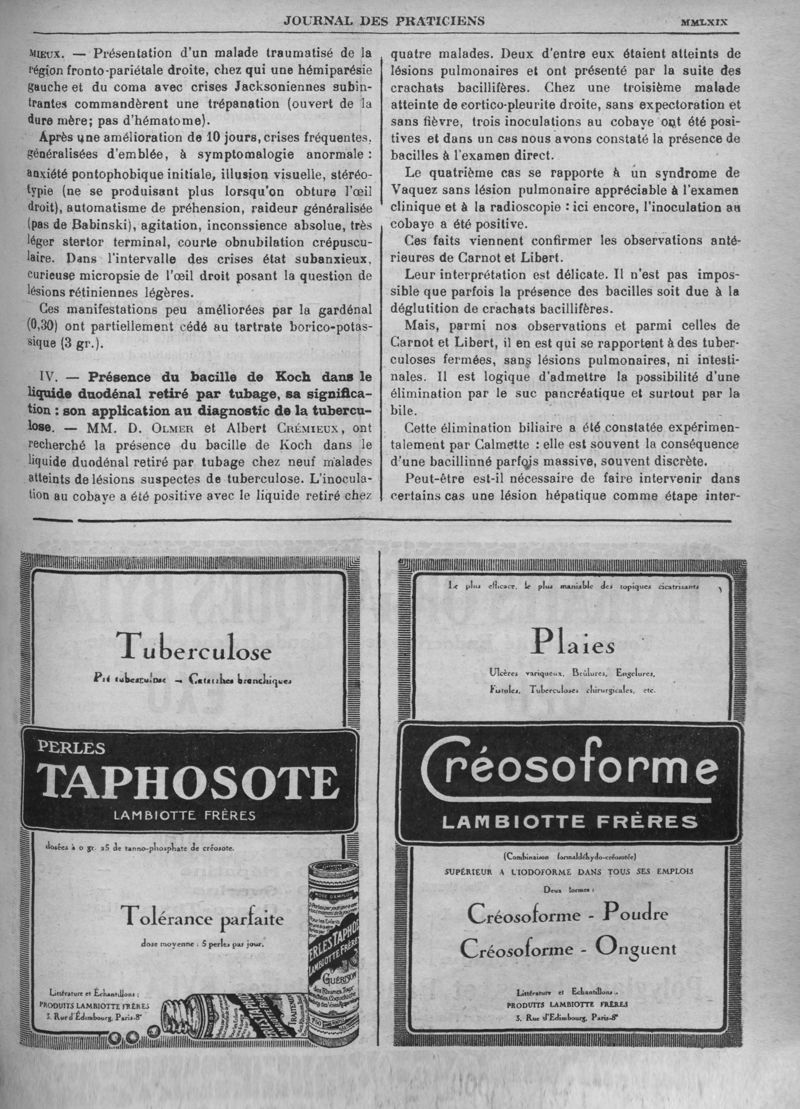 JOURNAL DES PRATICIENS
MMLXIX
MIEUX. — Présentation d'un malade traumatisé de la
région fronto-pariétale droite, chez qui une hémiparésie
gauche et du coma avec crises Jacksoniennes subin-
trantes commandèrent une trépanation (ouvert de la
dure mère; pas d'hématome).
Après une amélioration de 10 jours, crises fréquentes,
généralisées d'emblée, à symptomalogie anormale :
anxiété pontophobique initiale, illusion visuelle, stéréo-
typie (ne se produisant plus lorsqu'on obture l'œil
droit), automatisme de préhension, raideur généralisée
(pas de Babinski), agitation, inconssience absolue, très
léger stertor terminal, courte obnubilation crépuscu-
laire. Dans l'intervalle des crises état subanxieux,
curieuse micropsie de l'œil droit posant la question de
lésions rétiniennes légères.
Ces manifestations peu améliorées par la gardénal
(0,30) ont partiellement cédé au tartrate borico-potas-
sique (3 gr.).
IV. — Présence du bacille de Koch dans le
liquide duodénal retiré par tubage, sa significa-
tion : son application au diagnostic de la tubercu-
lose. — MM. D. OLMER et Albert CRÉMIEUX, ont
recherché la présence du bacille de Koch dans le
liquide duodénal retiré par tubage chez neuf malades
atteints de lésions suspectes de tuberculose. L'inocula-
tion au cobaye a été positive avec le liquide retiré chez
quatre malades. Deux d'entre eux étaient atteints de
lésions pulmonaires et ont présenté par la suite des
crachats bacillifères. Chez une troisième malade
atteinte de cortico-pleurite droite, sans expectoration et
sans fièvre, trois inoculations au cobaye ont été posi-
tives et dans un cas nous avons constaté la présence de
bacilles à l'examen direct.
Le quatrième cas se rapporte à un syndrome de
Vaquez sans lésion pulmonaire appréciable à l'examen
clinique et à la radioscopie : ici encore, l'inoculation au
cobaye a été positive.
Ces faits viennent confirmer les observations anté-
rieures de Carnot et Libert.
Leur interprétation est délicate. Il n'est pas impos-
sible que parfois la présence des bacilles soit due à la
déglutition de crachats bacillifères.
Mais, parmi nos observations et parmi celles de
Carnot et Libert, il en est qui se rapportent à des tuber-
culoses fermées, sans lésions pulmonaires, ni intesti-
nales. Il est logique d'admettre la possibilité d'une
élimination par le suc pancréatique et surtout par la
bile.
Cette élimination biliaire a été constatée expérimen-
talement par Calmette : elle est souvent la conséquence
d'une bacillinné parfois massive, souvent discrète.
Peut-être est-il nécessaire de faire intervenir dans
certains cas une lésion hépatique comme étape inter-
Tuberculose
Pré tuberculose — Catarrhes bronchiques
PERLES
TAPHOSOTE
LAMBIOTTE FRÈRES
dosées à 0 gr. 25 de tanno-phosphate de créosote.
Tolérance parfaite
dose moyenne : 5 perles par jour.
Littérature et Échantillons :
PRODUITS LAMBIOTTE FRÈRES
3, Rue d'Édimbourg, Paris-8e
PERLES TAPHOSOTE
LAMBIOTTE FRÈRES
GUÉRISON
Le plus efficace, le plus maniable des topiques cicatrisants
Plaies
Ulcères variqueux, Brûlures, Engelures,
Fistules, Tuberculoses chirurgicales, etc.
Créosoforme
LAMBIOTTE FRÈRES
(Combinaison formaldéhydo-créosotée)
SUPÉRIEUR A L'IODOFORME DANS TOUS SES EMPLOIS
Deux formes :
Créosoforme - Poudre
Créosoforme - Onguent
Littérature et Echantillons.
PRODUITS LAMBIOTTE FRÈRES
3, Rue d'Edimbourg, Paris-8e